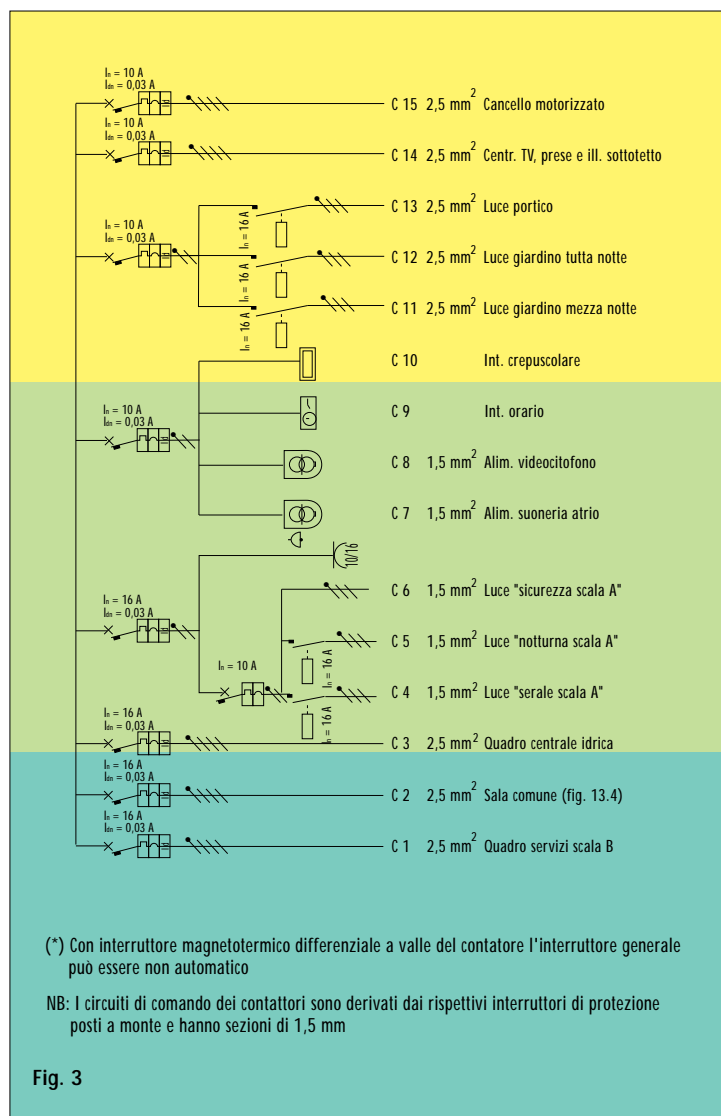 In = 10 A
Idn = 0,03 A
Id
C 15 2,5 mm2 Cancello motorizzato
In = 10 A
Idn = 0,03 A
Id
C 14 2,5 mm2 Centr. TV, prese e ill. sottotetto
C 13 2,5 mm2 Luce portico
In = 16 A
In = 10 A
Idn = 0,03 A
Id
C 12 2,5 mm2 Luce giardino tutta notte
In = 16 A
C 11 2,5 mm2 Luce giardino mezza notte
In = 16 A
C 10 Int. crepuscolare
In = 10 A
Idn = 0,03 A
Id
C 9 Int. orario
C 8 1,5 mm2 Alim. videocitofono
C 7 1,5 mm2 Alim. suoneria atrio
10/16
C 6 1,5 mm2 Luce "sicurezza scala A"
In = 16 A
Idn = 0,03 A
Id
C 5 1,5 mm2 Luce "notturna scala A"
In = 16 A
In = 10 A
C 4 1,5 mm2 Luce "serale scala A"
In = 16 A
In = 16 A
Idn = 0,03 A
Id
C 3 2,5 mm2 Quadro centrale idrica
In = 16 A
Idn = 0,03 A
Id
C 2 2,5 mm2 Sala comune (fig. 13.4)
In = 16 A
Idn = 0,03 A
Id
C 1 2,5 mm2 Quadro servizi scala B
(*) Con interruttore magnetotermico differenziale a valle del contatore l'interruttore generale
può essere non automatico
NB: I circuiti di comando dei contattori sono derivati dai rispettivi interruttori di protezione
posti a monte e hanno sezioni di 1,5 mm
Fig. 3